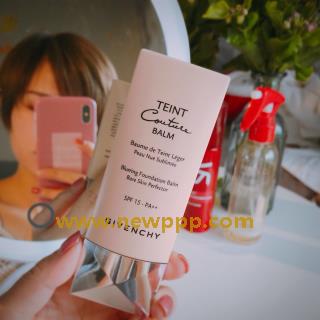 TEINT
Couture
BALM
Baume de Teint Léger
Peau Nue Sublimée
Blurring Foundation Balm
Bare Skin Perfector
SPF 15 - PA++
www.newppp.com
GIVENCHY